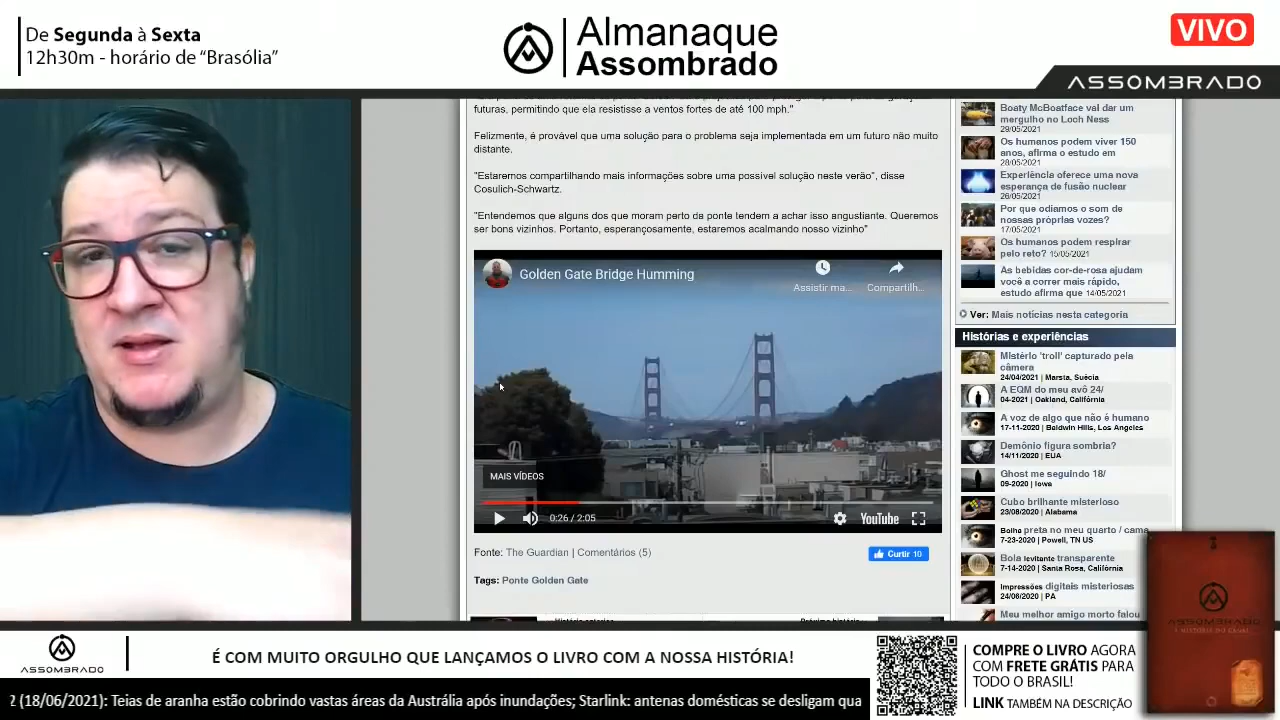 De Segunda à Sexta
12h30m - horário de “Brasólia”
Almanaque
Assombrado
VIVO
ASSOMBRADO
futuras, permitindo que ela resistisse a ventos fortes de até 100 mph."
Felizmente, é provável que uma solução para o problema seja implementada em um futuro não muito
distante.
"Estaremos compartilhando mais informações sobre uma possível solução neste verão", disse
Cosulich-Schwartz.
"Entendemos que alguns dos que moram perto da ponte tendem a achar isso angustiante. Queremos
ser bons vizinhos. Portanto, esperançosamente, estaremos acalmando nosso vizinho"
Golden Gate Bridge Humming
Assistir ma...
Compartilh...
MAIS VÍDEOS
0:26 / 2:05
YouTube
Fonte: The Guardian | Comentários (5)
Curtir 10
Tags: Ponte Golden Gate
Boaty McBoatface vai dar um
mergulho no Loch Ness
29/05/2021
Os humanos podem viver 150
anos, afirma o estudo em
28/05/2021
Experiência oferece uma nova
esperança de fusão nuclear
26/05/2021
Por que odiamos o som de
nossas próprias vozes?
17/05/2021
Os humanos podem respirar
pelo reto? 15/05/2021
As bebidas cor-de-rosa ajudam
você a correr mais rápido,
estudo afirma que 14/05/2021
Ver: Mais notícias nesta categoria
Histórias e experiências
Mistério 'troll' capturado pela
câmera
24/04/2021 | Marsta, Suécia
A EQM do meu avô 24/
04-2021 | Oakland, Califórnia
A voz de algo que não é humano
17-11-2020 | Baldwin Hills, Los Angeles
Demônio figura sombria?
14/11/2020 | EUA
Ghost me seguindo 18/
09-2020 | Iowa
Cubo brilhante misterioso
23/08/2020 | Alabama
Bolha preta no meu quarto / cama
7-23-2020 | Powell, TN US
Bola levitante transparente
7-14-2020 | Santa Rosa, Califórnia
Impressões digitais misteriosas
24/06/2020 | PA
Meu melhor amigo morto falou
ASSOMBRADO
ASSOMBRADO
É COM MUITO ORGULHO QUE LANÇAMOS O LIVRO COM A NOSSA HISTÓRIA!
COMPRE O LIVRO AGORA
COM FRETE GRÁTIS PARA
TODO O BRASIL!
LINK TAMBÉM NA DESCRIÇÃO
2 (18/06/2021): Teias de aranha estão cobrindo vastas áreas da Austrália após inundações; Starlink: antenas domésticas se desligam qua